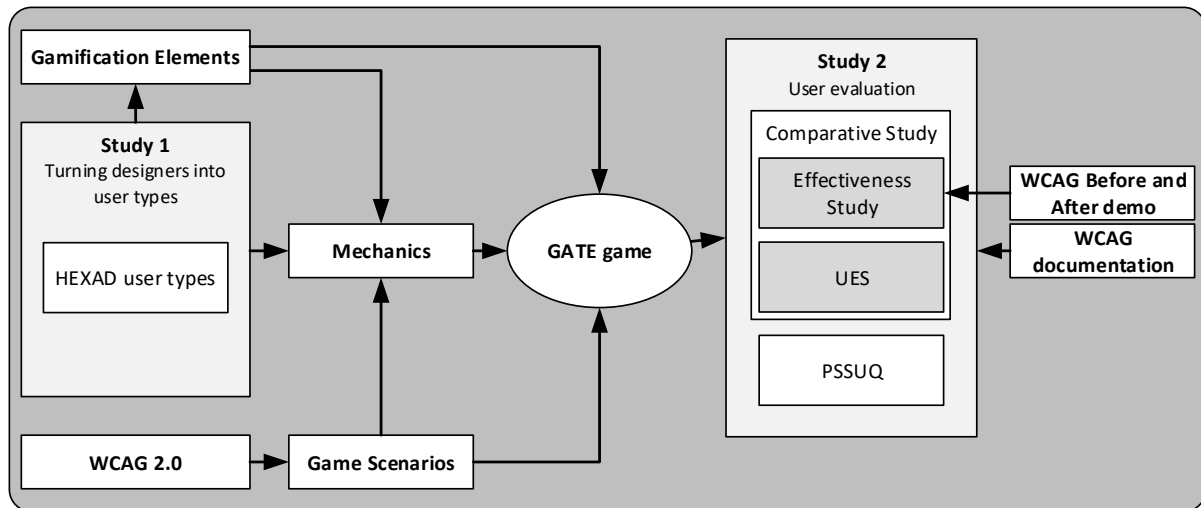 Gamification Elements
Study 1
Turning designers into
user types
HEXAD user types
WCAG 2.0
Mechanics
Game Scenarios
GATE game
Study 2
User evaluation
Comparative Study
Effectiveness
Study
UES
PSSUQ
WCAG Before and
After demo
WCAG
documentation